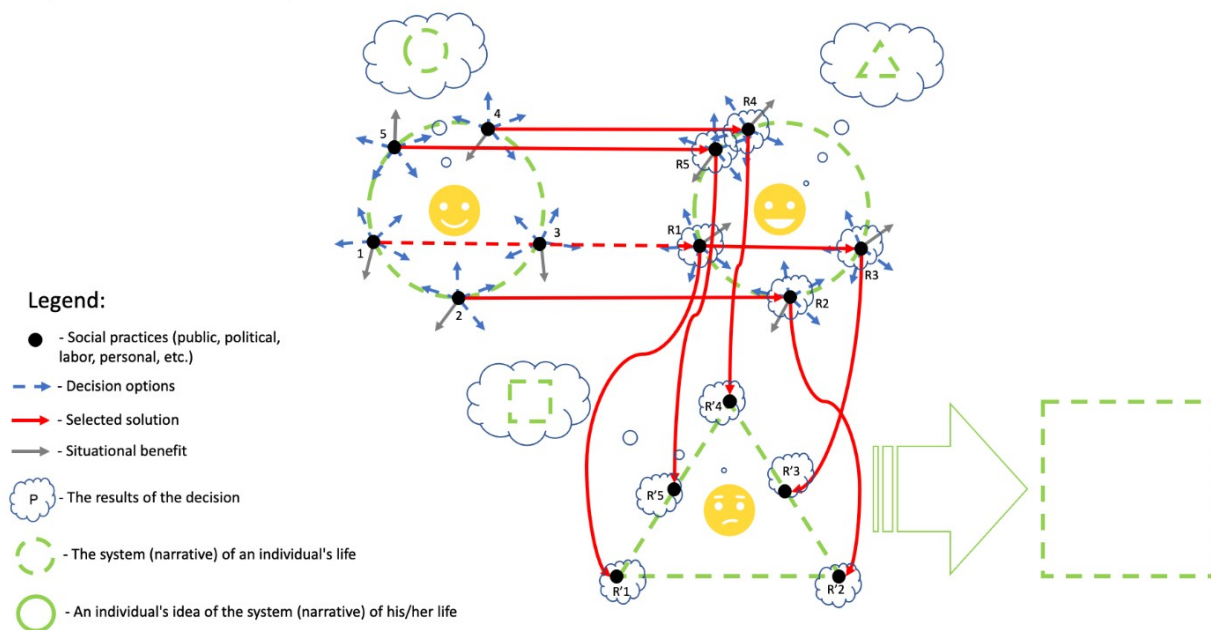 4
5
1
3
2
R4
R5
R1
R3
R2
R'4
R'3
R'5
R'1
R'2
Legend:
- Social practices (public, political,
labor, personal, etc.)
- Decision options
- Selected solution
- Situational benefit
P
- The results of the decision
- The system (narrative) of an individual's life
- An individual's idea of the system (narrative) of his/her life